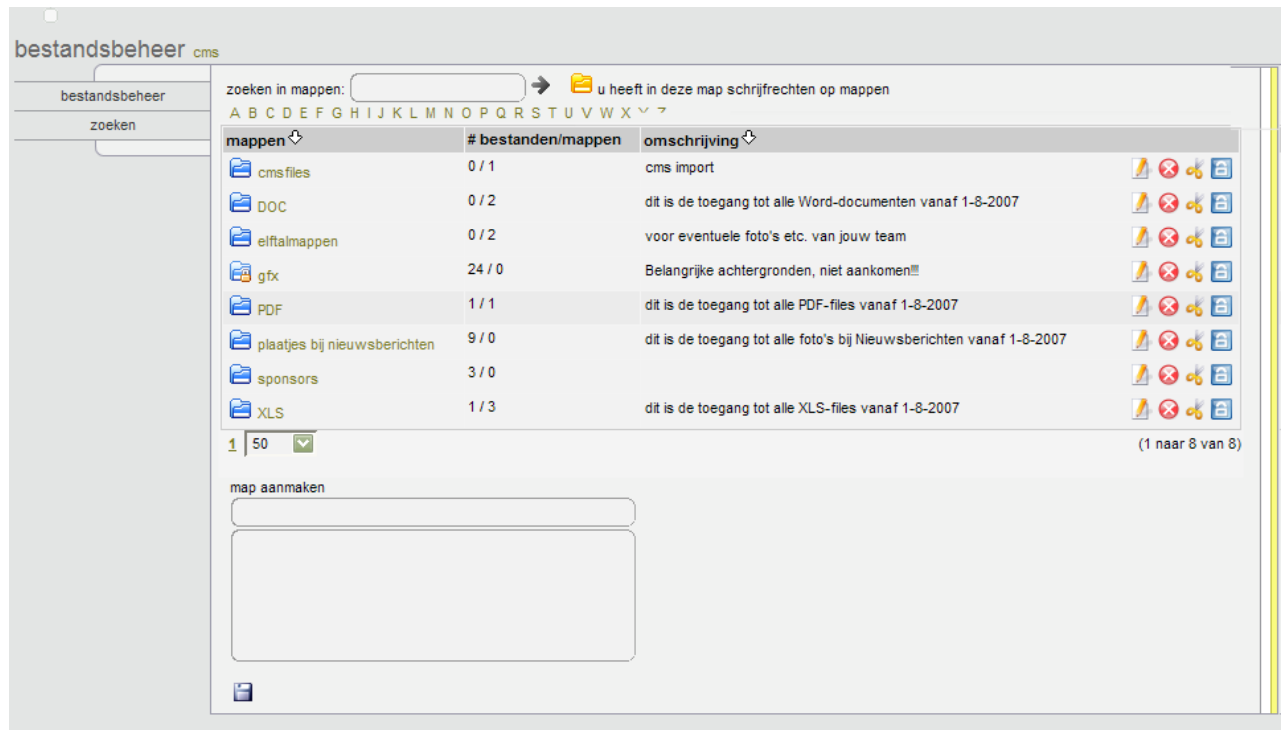 bestandsbeheer cms
bestandsbeheer
zoeken
zoeken in mappen: u heeft in deze map schrijfrechten op mappen
A B C D E F G H I J K L M N O P Q R S T U V W X Y Z
mappen # bestanden/mappen omschrijving
cmsfiles 0 / 1 cms import
DOC 0 / 2 dit is de toegang tot alle Word-documenten vanaf 1-8-2007
elftalmappen 0 / 2 voor eventuele foto's etc. van jouw team
gfx 24 / 0 Belangrijke achtergronden, niet aankomen!!!
PDF 1 / 1 dit is de toegang tot alle PDF-files vanaf 1-8-2007
plaatjes bij nieuwsberichten 9 / 0 dit is de toegang tot alle foto's bij Nieuwsberichten vanaf 1-8-2007
sponsors 3 / 0
XLS 1 / 3 dit is de toegang tot alle XLS-files vanaf 1-8-2007
1 50 (1 naar 8 van 8)
map aanmaken